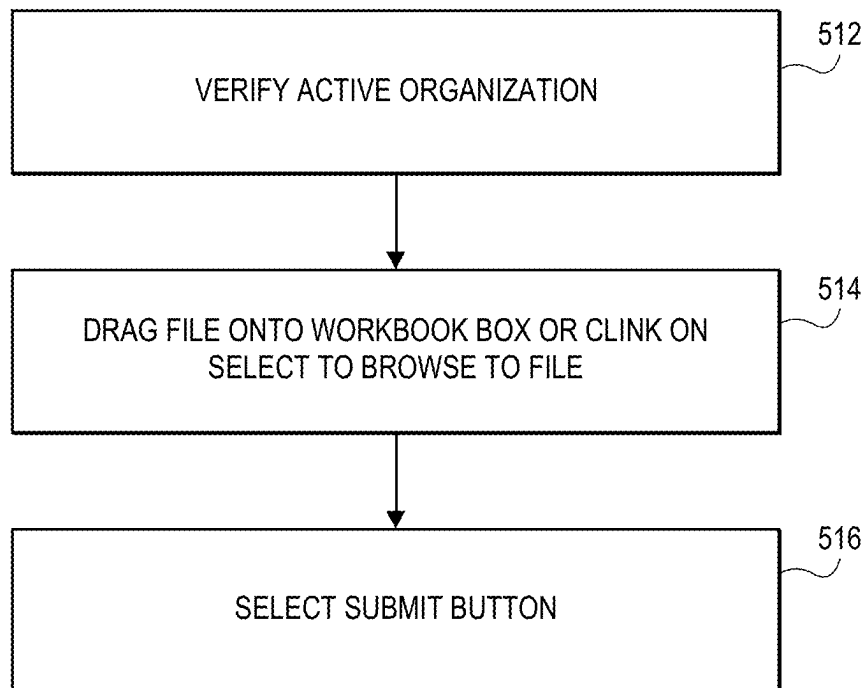 512
VERIFY ACTIVE ORGANIZATION
514
DRAG FILE ONTO WORKBOOK BOX OR CLINK ON
SELECT TO BROWSE TO FILE
516
SELECT SUBMIT BUTTON